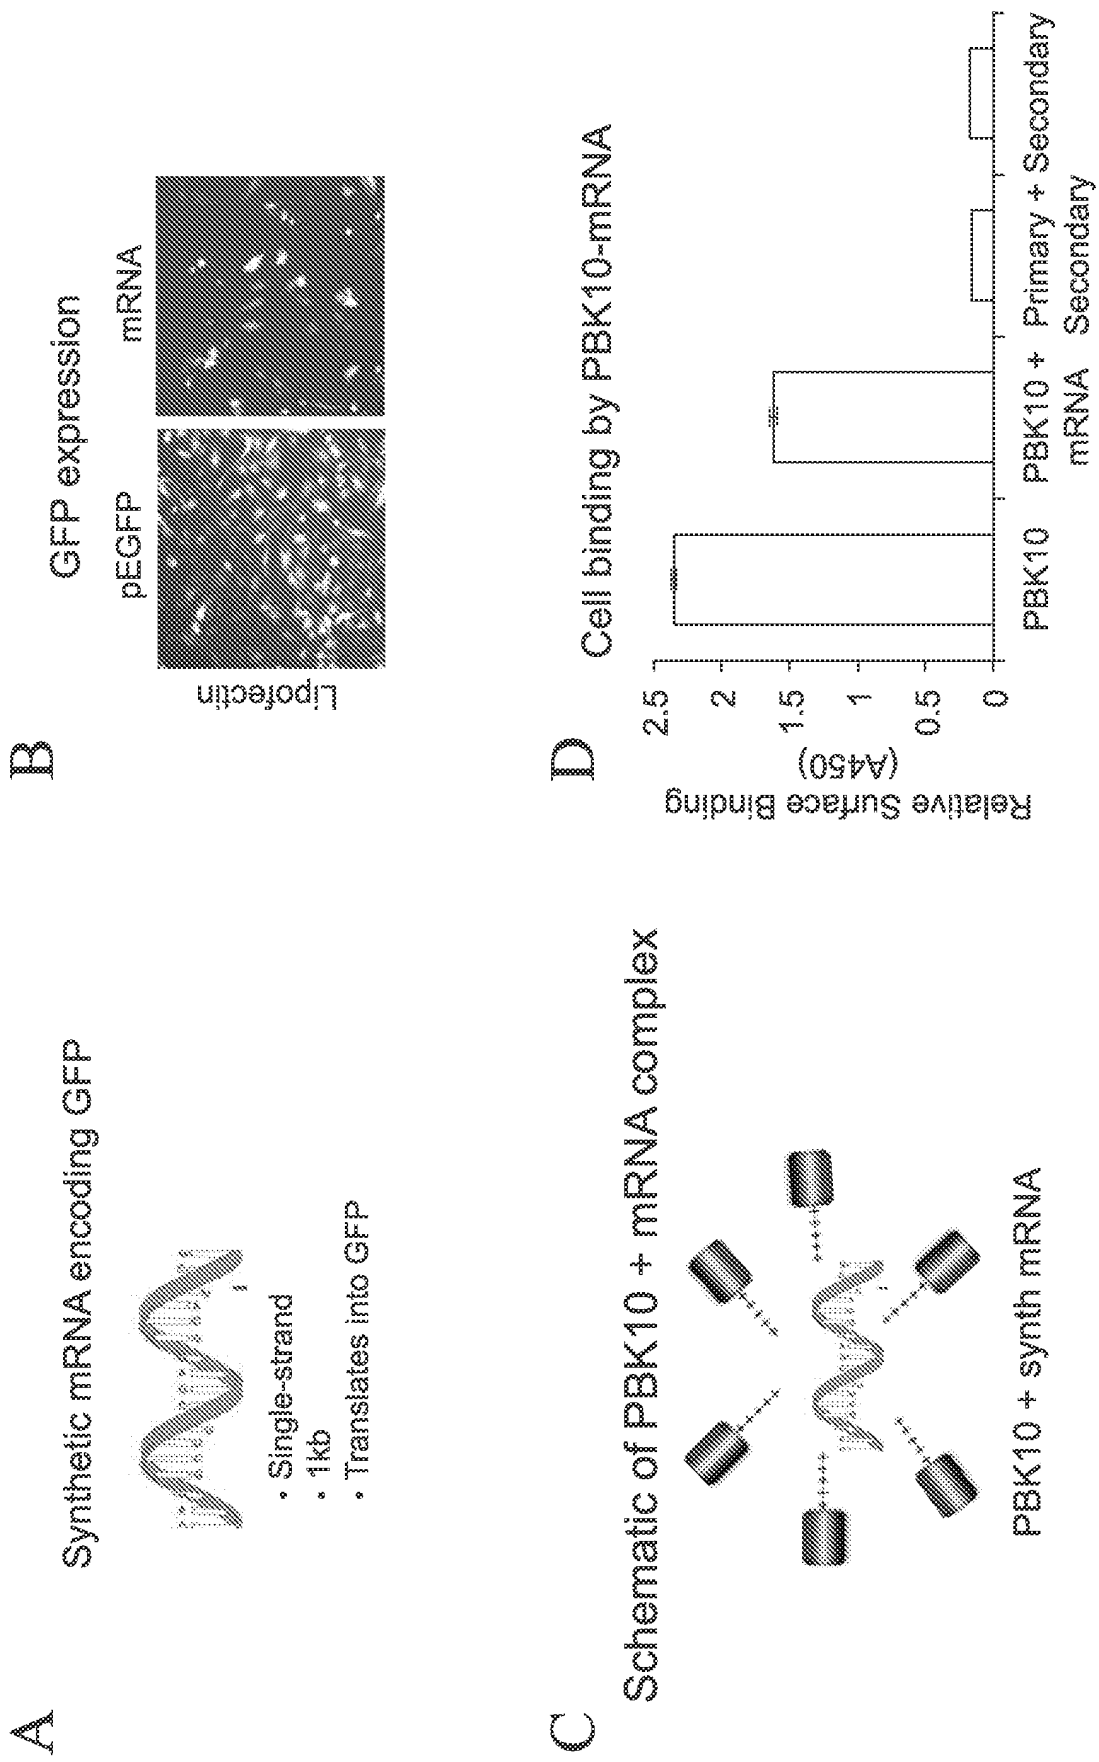 A
Synthetic mRNA encoding GFP
• Single-strand
• 1kb
• Translates into GFP
B
GFP expression
pEGFP mRNA
Lipofectin
C
Schematic of PBK10 + mRNA complex
PBK10 + synth mRNA
D
Cell binding by PBK10-mRNA
Relative Surface Binding
(A450)
2.5
2
1.5
1
0.5
0
PBK10 PBK10 + Primary + Secondary
mRNA Secondary